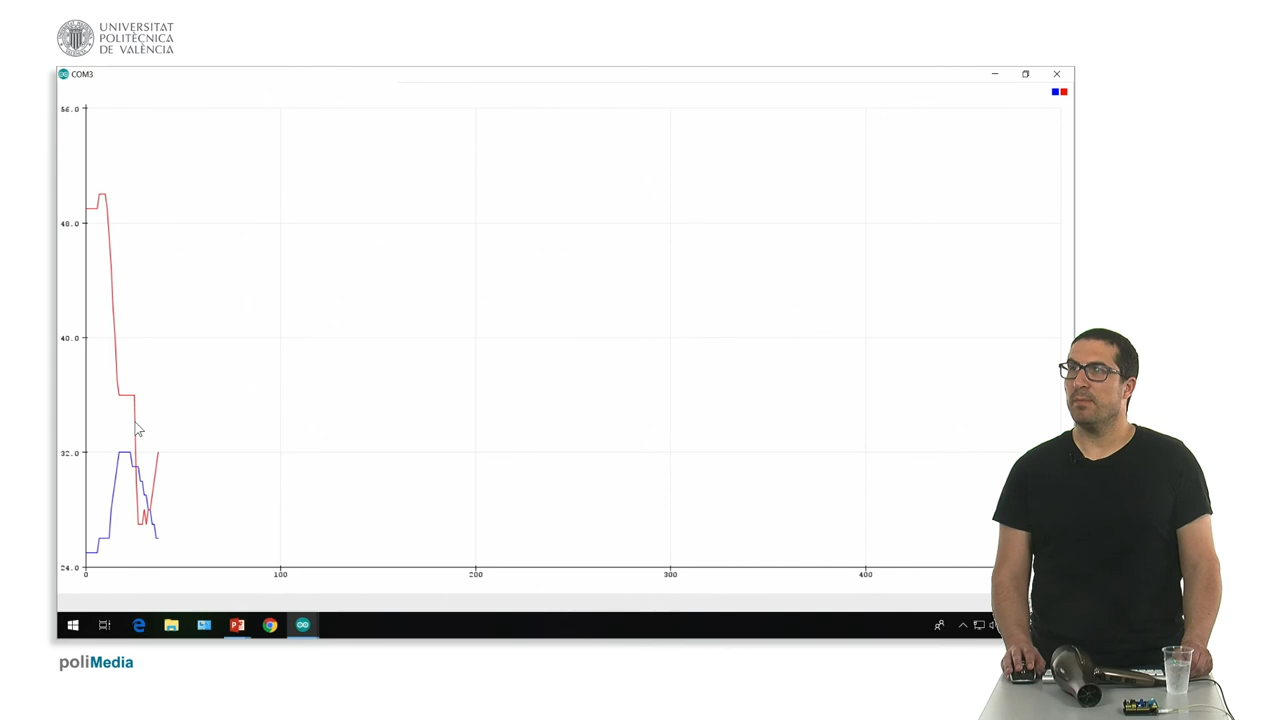 UNIVERSITAT
POLITÈCNICA
DE VALÈNCIA
COM3
56.0
48.0
40.0
32.0
24.0
0
100
200
300
400
poliMedia